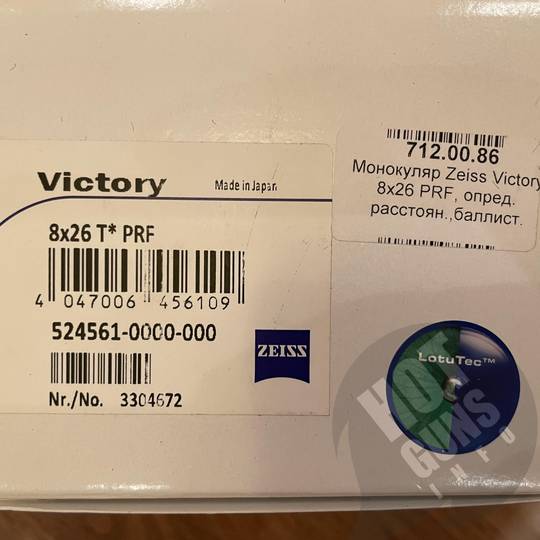 Victory
Made in Japan
8x26 T* PRF
4 047006 456109
524561-0000-000
ZEISS
Nr./No. 3304672
712.00.86
Монокуляр Zeiss Victory
8x26 PRF, опред.
расстоян.,баллист.
LotuTec™
HOT
GUNS
INFO